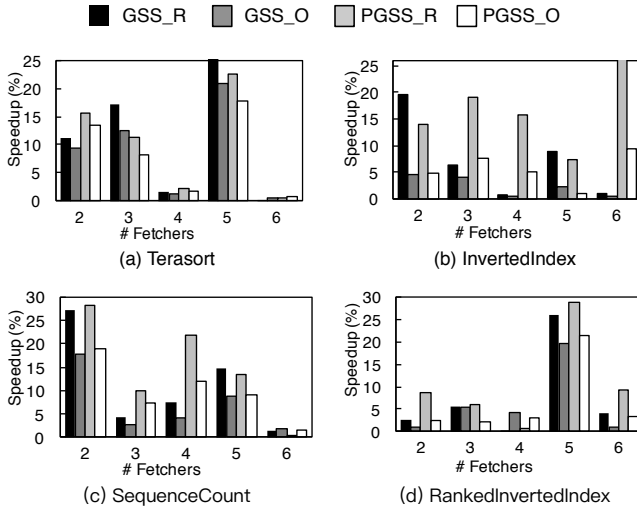 GSS_R GSS_O PGSS_R PGSS_O
Speedup (%)
25
20
15
10
5
0
2 3 4 5 6
# Fetchers
(a) Terasort
Speedup (%)
25
20
15
10
5
0
2 3 4 5 6
# Fetchers
(b) InvertedIndex
Speedup (%)
30
25
20
15
10
5
0
2 3 4 5 6
# Fetchers
(c) SequenceCount
Speedup (%)
30
25
20
15
10
5
0
2 3 4 5 6
# Fetchers
(d) RankedInvertedIndex